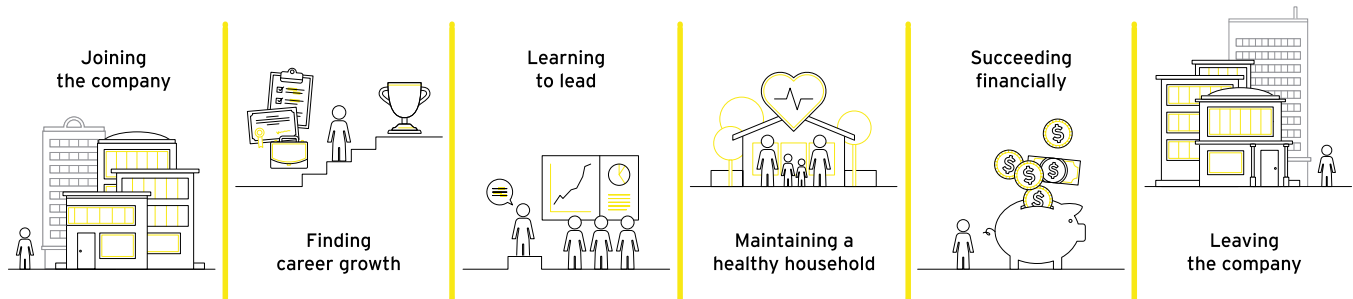 Joining
the company
Finding
career growth
Learning
to lead
Maintaining a
healthy household
Succeeding
financially
$
$
$
$
$
Leaving
the company